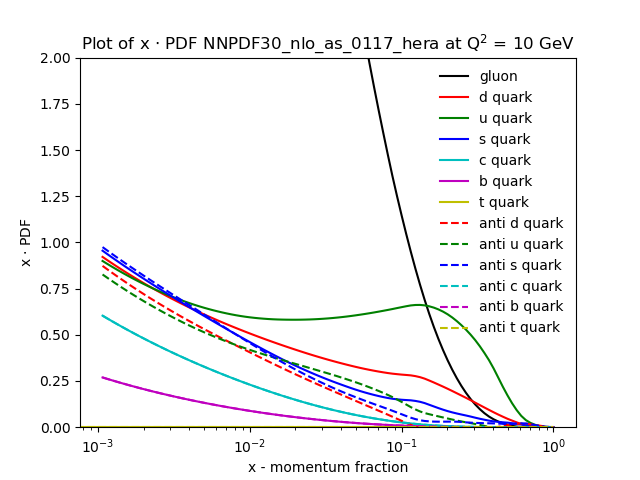 Plot of x · PDF NNPDF30_nlo_as_0117_hera at Q² = 10 GeV
2.00
1.75
1.50
1.25
1.00
0.75
0.50
0.25
0.00
x · PDF
gluon
d quark
u quark
s quark
c quark
b quark
t quark
anti d quark
anti u quark
anti s quark
anti c quark
anti b quark
anti t quark
10⁻³ 10⁻² 10⁻¹ 10⁰
x - momentum fraction